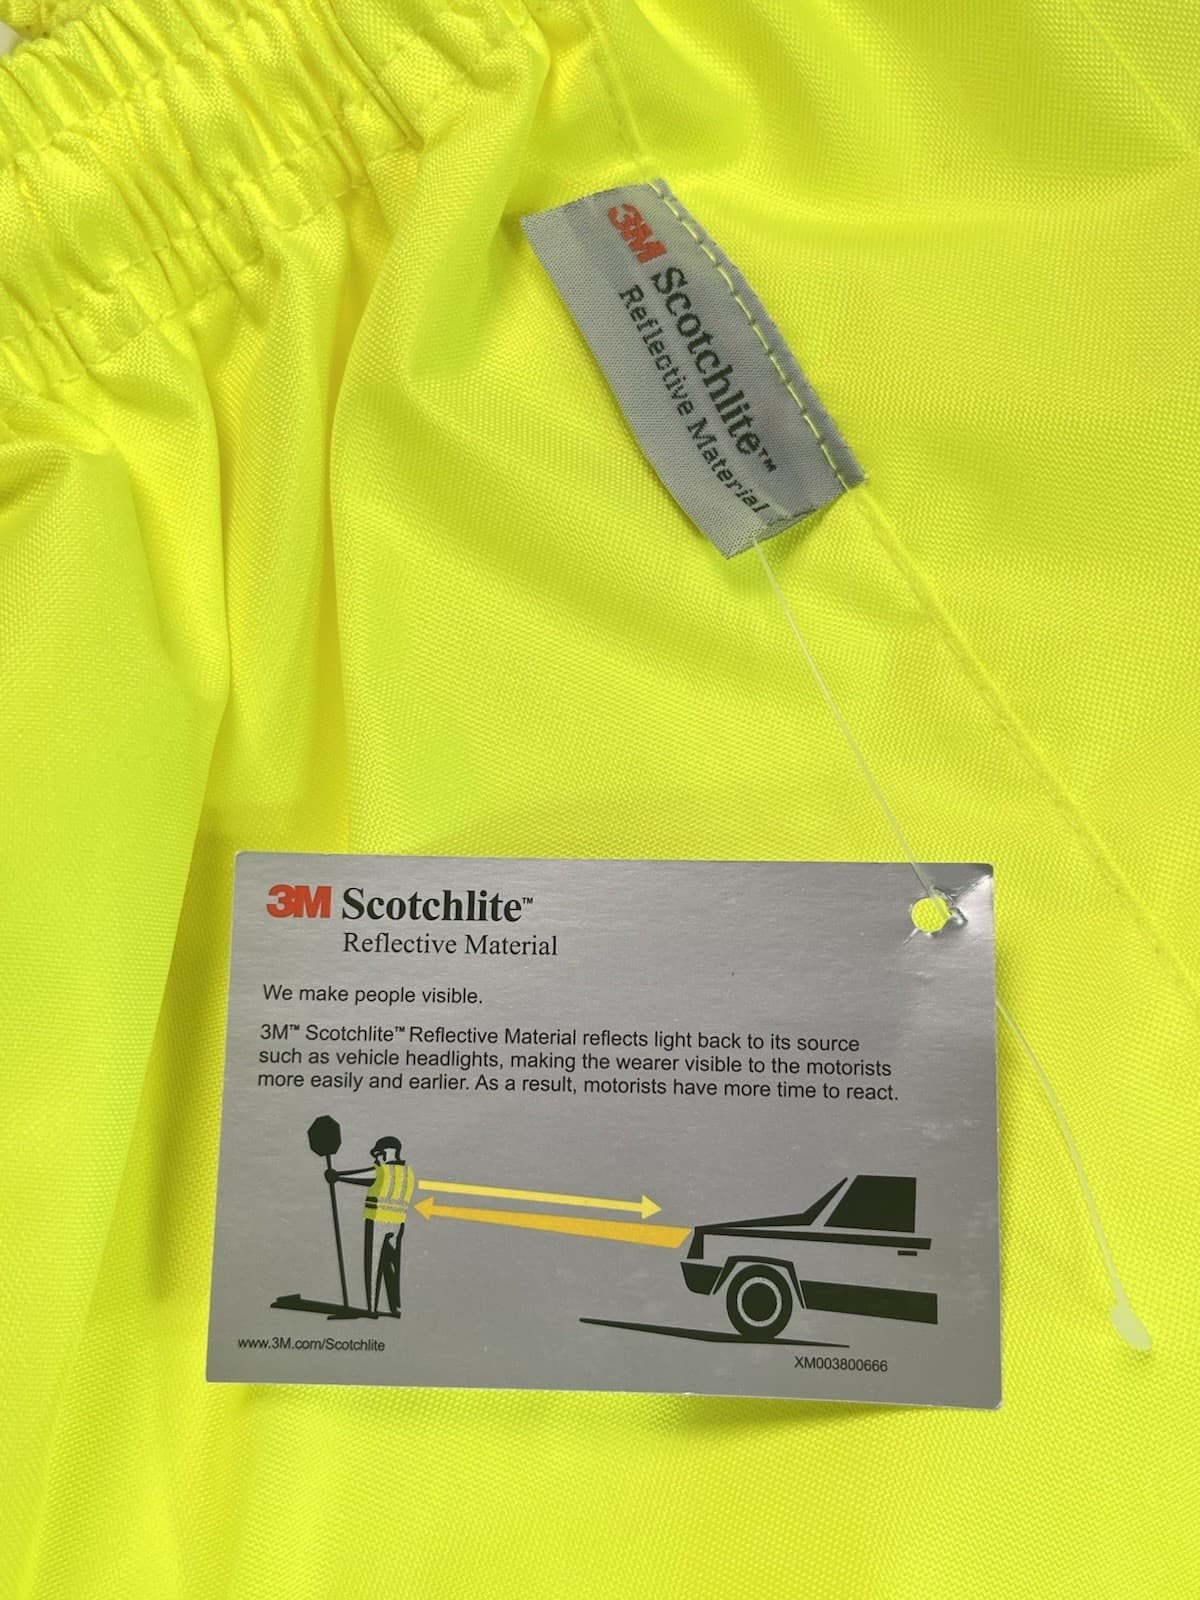 3M Scotchlite™
Reflective Material
3M Scotchlite™
Reflective Material
We make people visible.
3M™ Scotchlite™ Reflective Material reflects light back to its source
such as vehicle headlights, making the wearer visible to the motorists
more easily and earlier. As a result, motorists have more time to react.
www.3M.com/Scotchlite
XM003800666